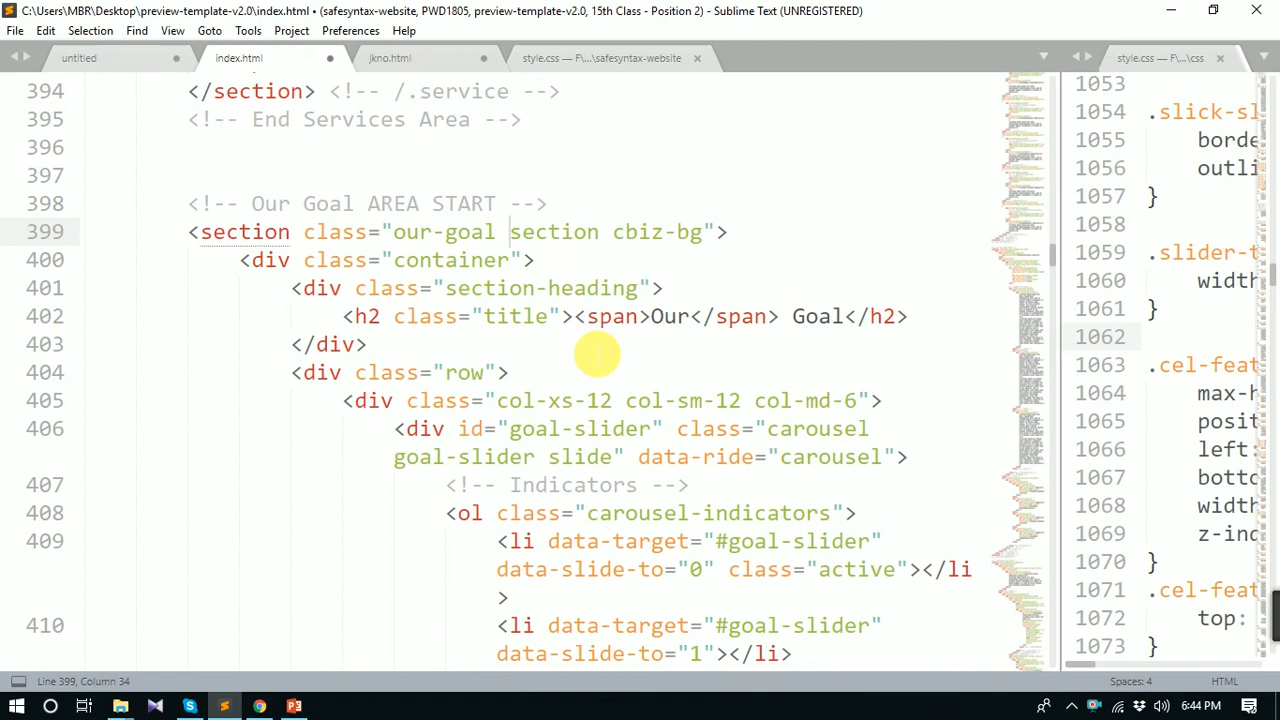 C:\Users\MBR\Desktop\preview-template-v2.0\index.html • (safesyntax-website, PWD1805, preview-template-v2.0, 15th Class - Position 2) - Sublime Text (UNREGISTERED)
File Edit Selection Find View Goto Tools Project Preferences Help
untitled index.html jkno.html style.css — F\...\safesyntax-website style.css — F\...\css
394 </section> <!-- /.service -->
395 <!-- End Services Area -->
396
397
398 <!-- Our Goal AREA START -->
399 <section class="our-goal section cbiz-bg">
400 <div class="container">
401 <div class="section-heading">
402 <h2 class="title"><span>Our</span> Goal</h2>
403 </div>
404 <div class="row">
405 <div class="col-xs-12 col-sm-12 col-md-6">
406 <div id="goal-slider" class="carousel
goal-slider slide" data-ride="carousel">
407 <!-- Indicators -->
408 <ol class="carousel-indicators">
409 <li data-target="#goal-slider"
data-slide-to="0" class="active"></li
>
410 <li data-target="#goal-slider"
data-slide-to="1"></li>
1053
1054 .slick-sl
1055 border
1056 outli
1057 }
1058
1059 .slider-t
1060 width
1061 }
1062
1063 .cel-feat
1064 max-h
1065 posit
1066 left:
1067 botto
1068 width
1069 z-ind
1070 }
1071 .cel-feat
1072 top:
1073 }
Line 399, Column 34 Spaces: 4 HTML
6:44 PM